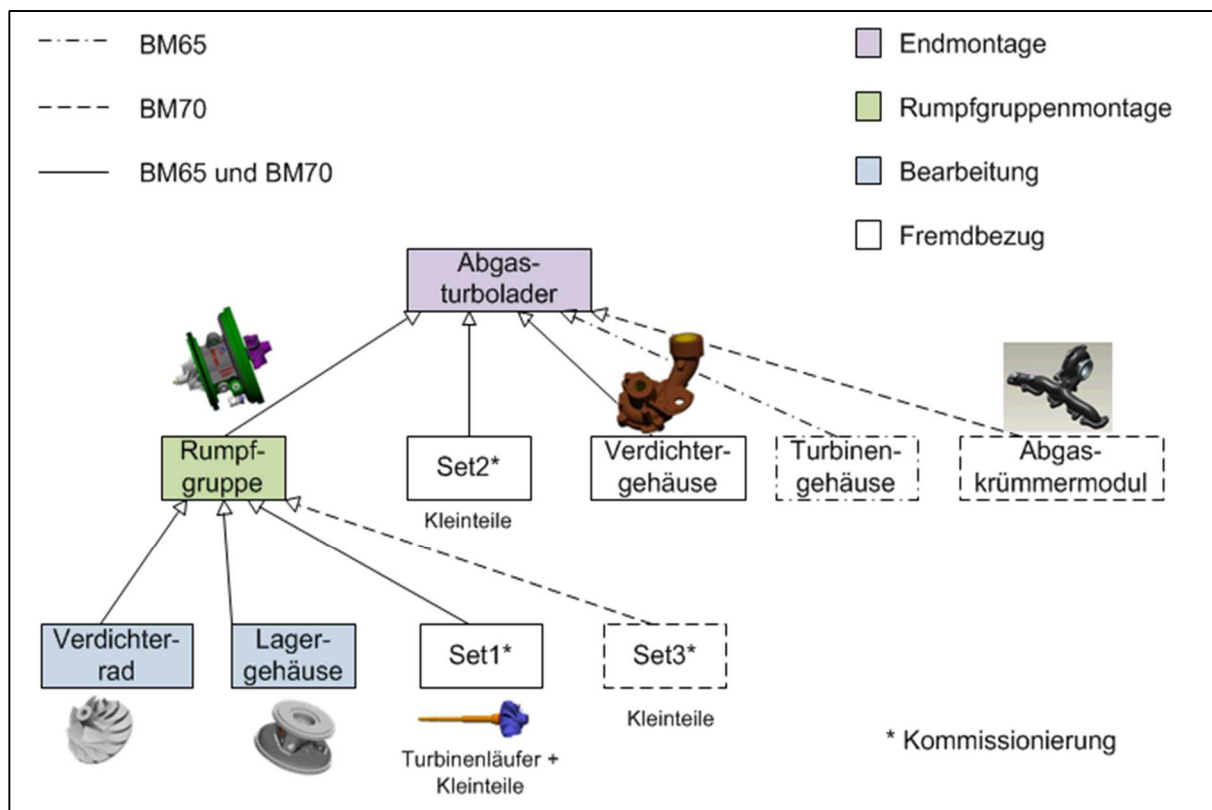 BM65
BM70
BM65 und BM70
Endmontage
Rumpfgruppenmontage
Bearbeitung
Fremdbezug
Abgas-
turbolader
Rumpf-
gruppe
Set2*
Kleinteile
Verdichter-
gehäuse
Turbinen-
gehäuse
Abgas-
krümmermodul
Verdichter-
rad
Lager-
gehäuse
Set1*
Turbinenläufer +
Kleinteile
Set3*
Kleinteile
* Kommissionierung